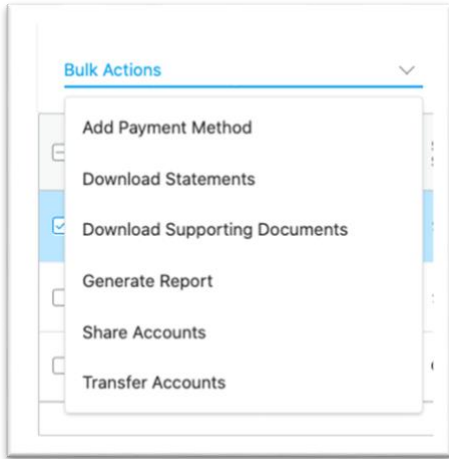 Bulk Actions
Add Payment Method
Download Statements
Download Supporting Documents
Generate Report
Share Accounts
Transfer Accounts